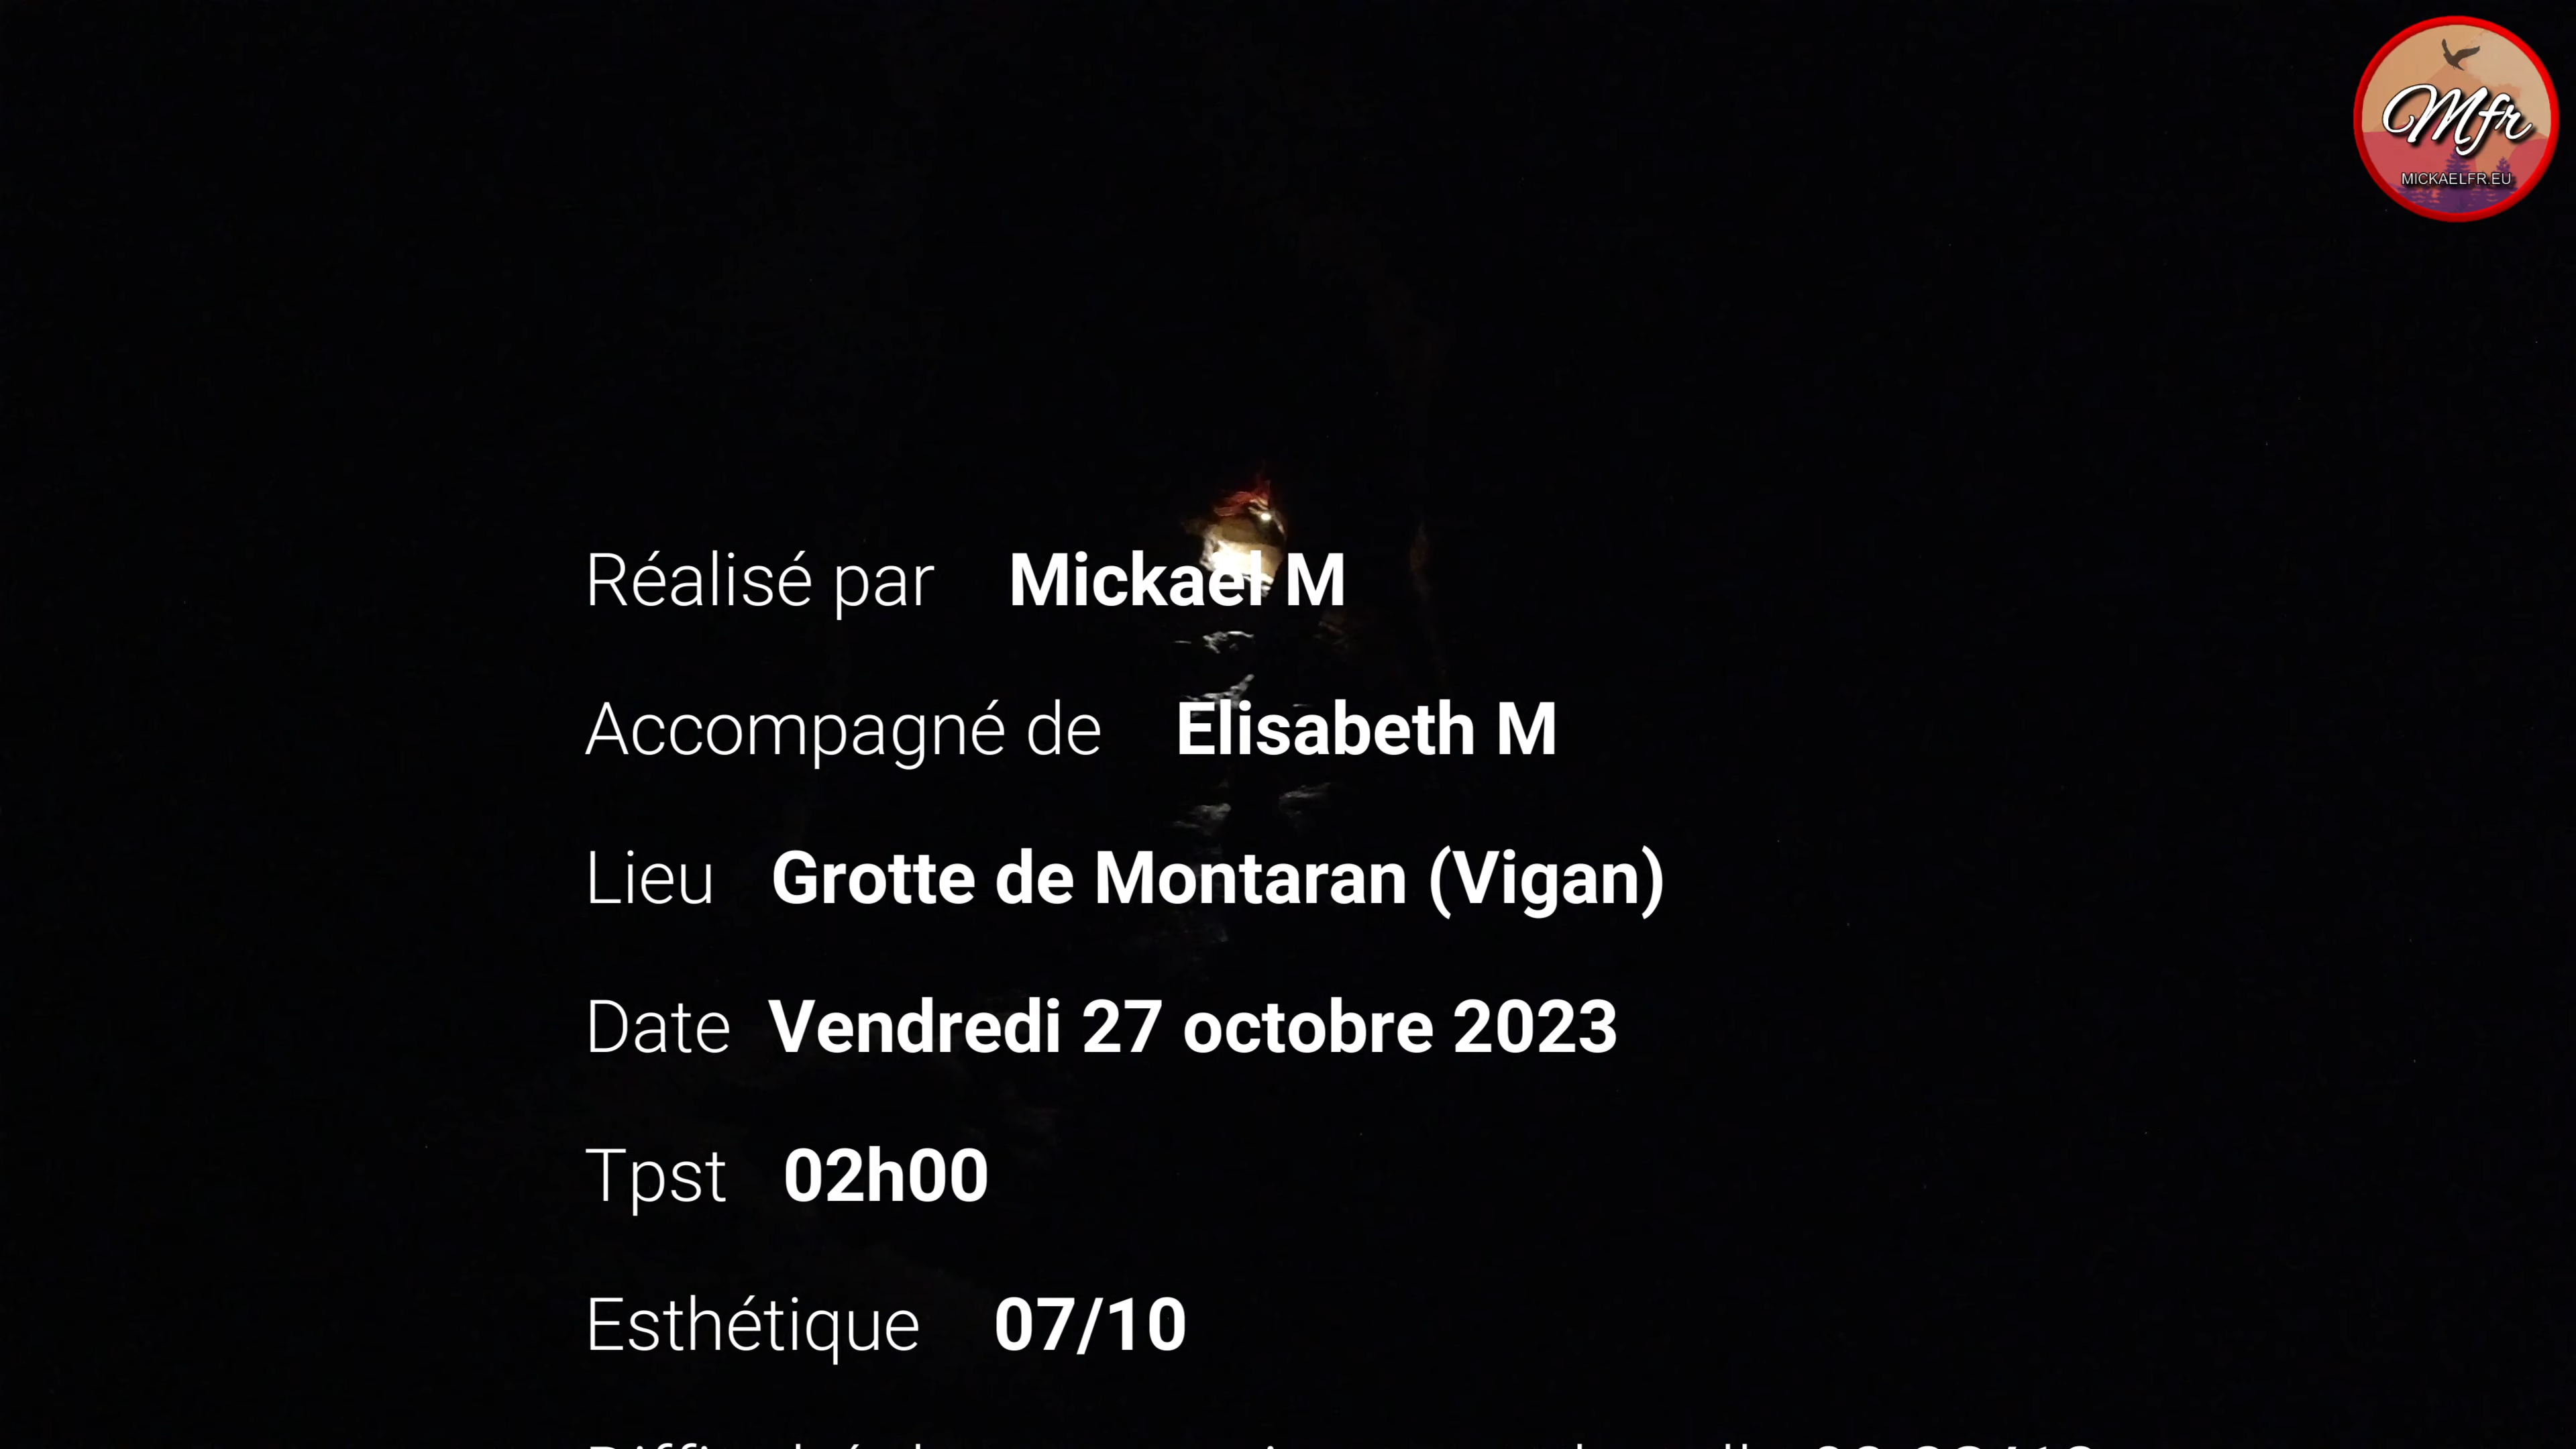 Mfr
MICKAELFR.EU
Réalisé par Mickael M
Accompagné de Elisabeth M
Lieu Grotte de Montaran (Vigan)
Date Vendredi 27 octobre 2023
Tpst 02h00
Esthétique 07/10